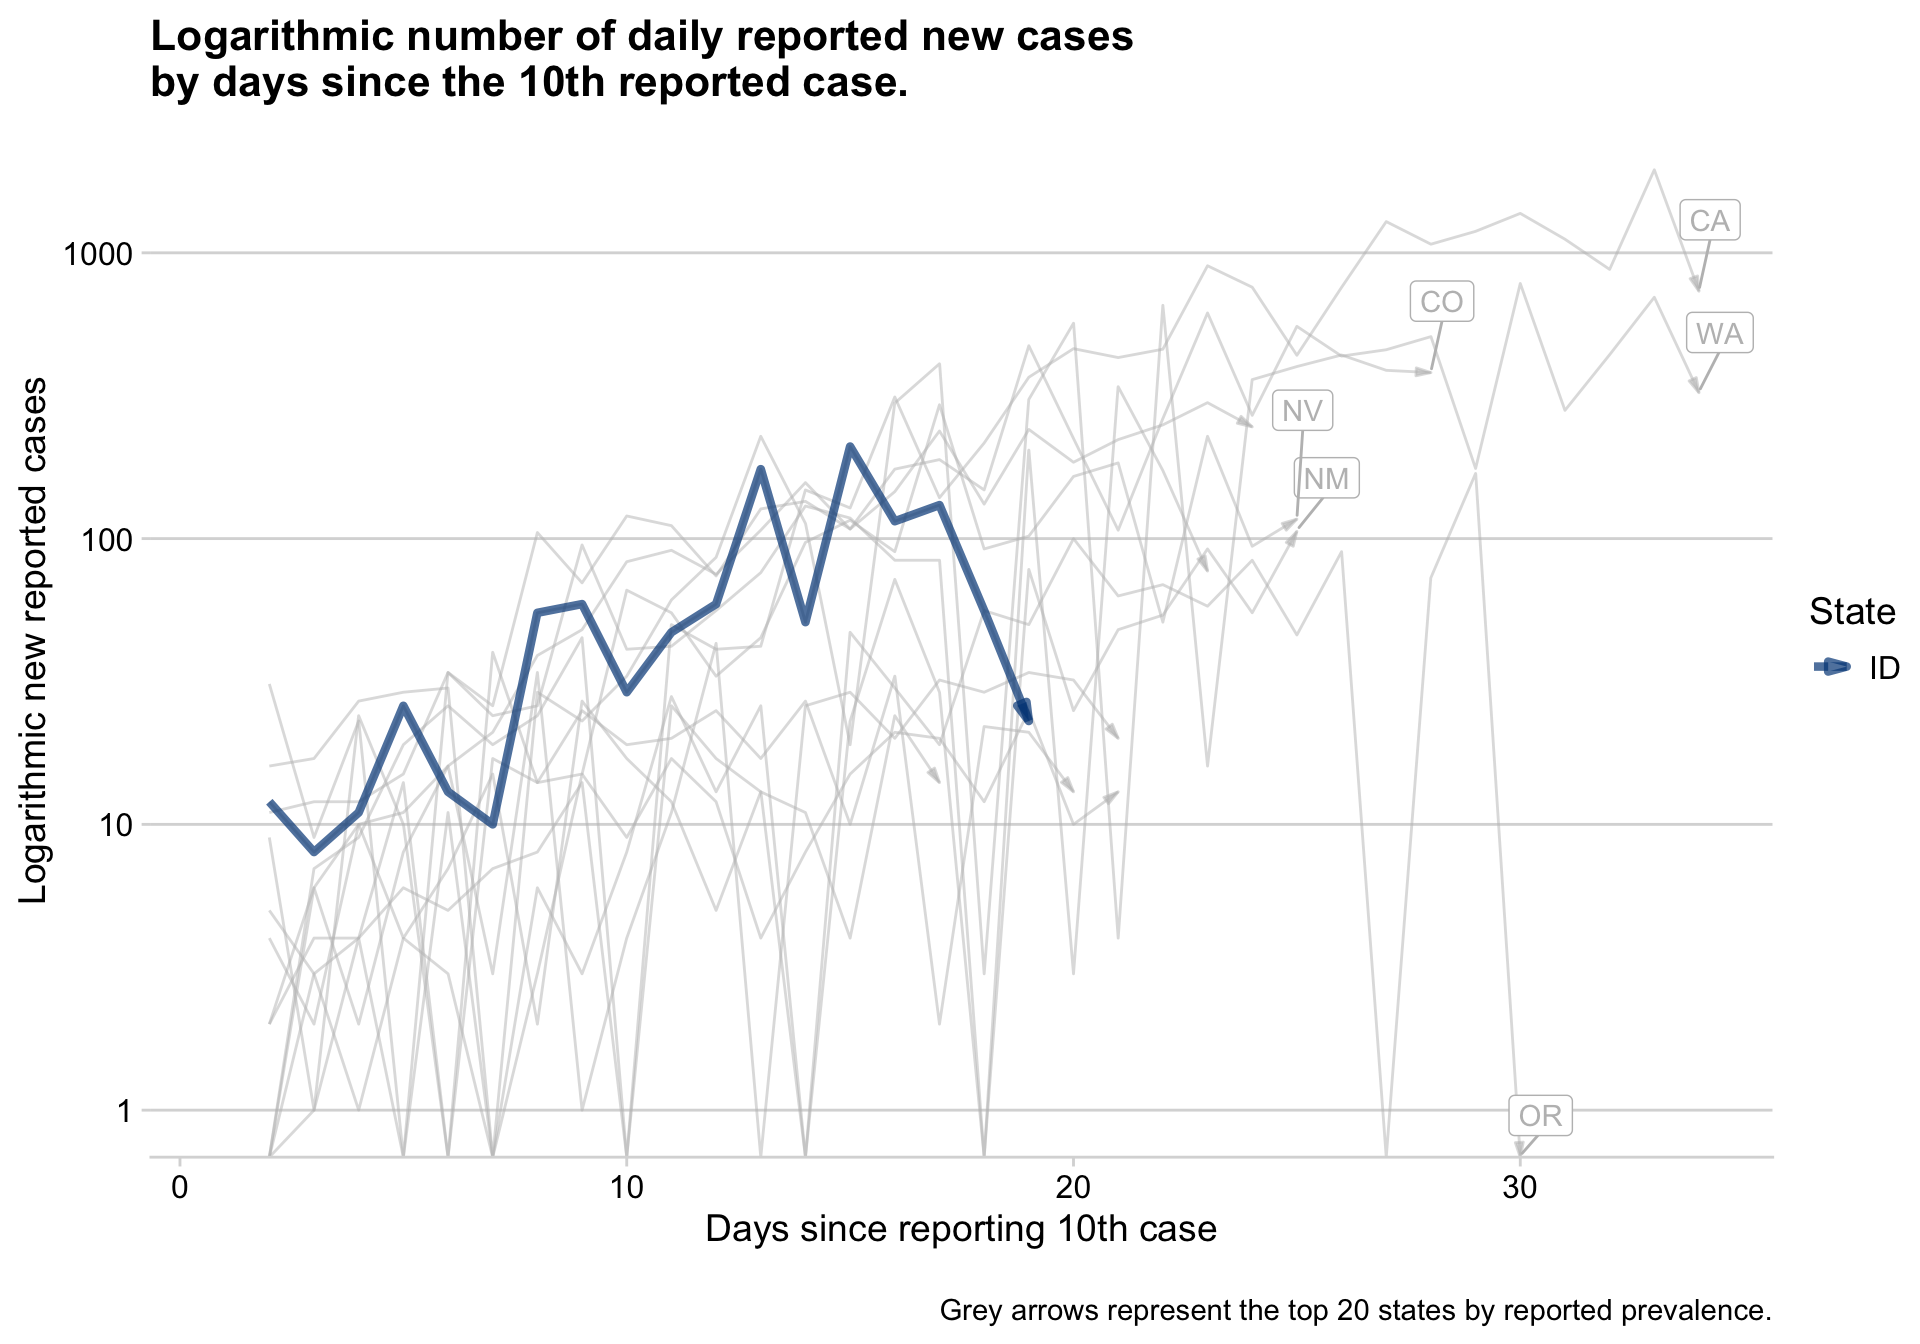 Logarithmic number of daily reported new cases
by days since the 10th reported case.
Logarithmic new reported cases
1000
100
10
1
CA
CO
WA
NV
NM
OR
State
ID
0 10 20 30
Days since reporting 10th case
Grey arrows represent the top 20 states by reported prevalence.